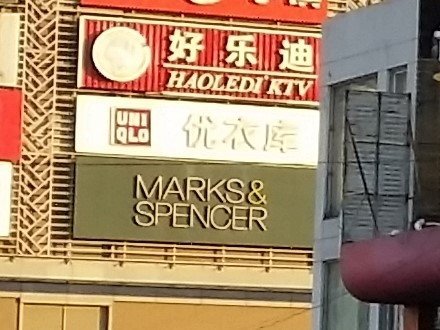 好乐迪
HAOLEDI KTV
UNI
QLO
优衣库
MARKS&
SPENCER